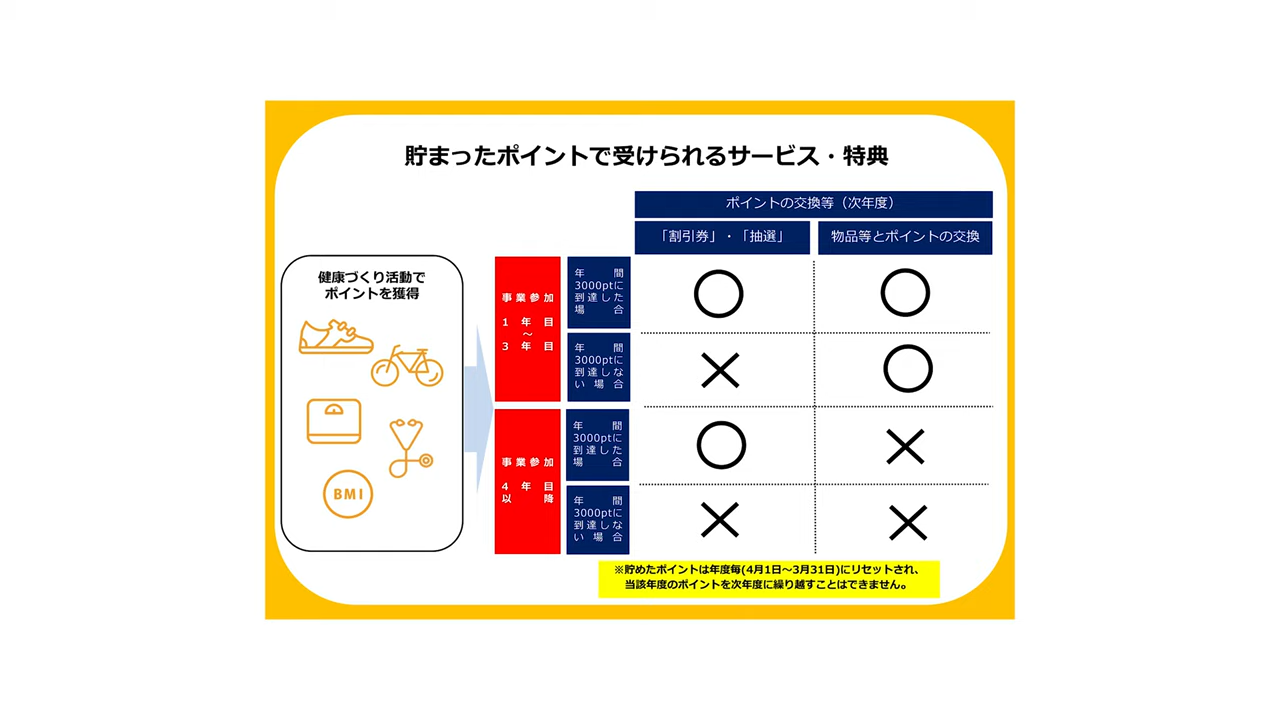 貯まったポイントで受けられるサービス・特典
ポイントの交換等（次年度）
「割引券」・「抽選」
物品等とポイントの交換
健康づくり活動で
ポイントを獲得
BMI
事業参加
1年目
～
3年目
年間
3000ptに
到達した
場合
年間
3000ptに
到達しな
い場合
事業参加
4年目
以降
年間
3000ptに
到達した
場合
年間
3000ptに
到達しな
い場合
※貯めたポイントは年度毎(4月1日～3月31日)にリセットされ、
当該年度のポイントを次年度に繰り越すことはできません。